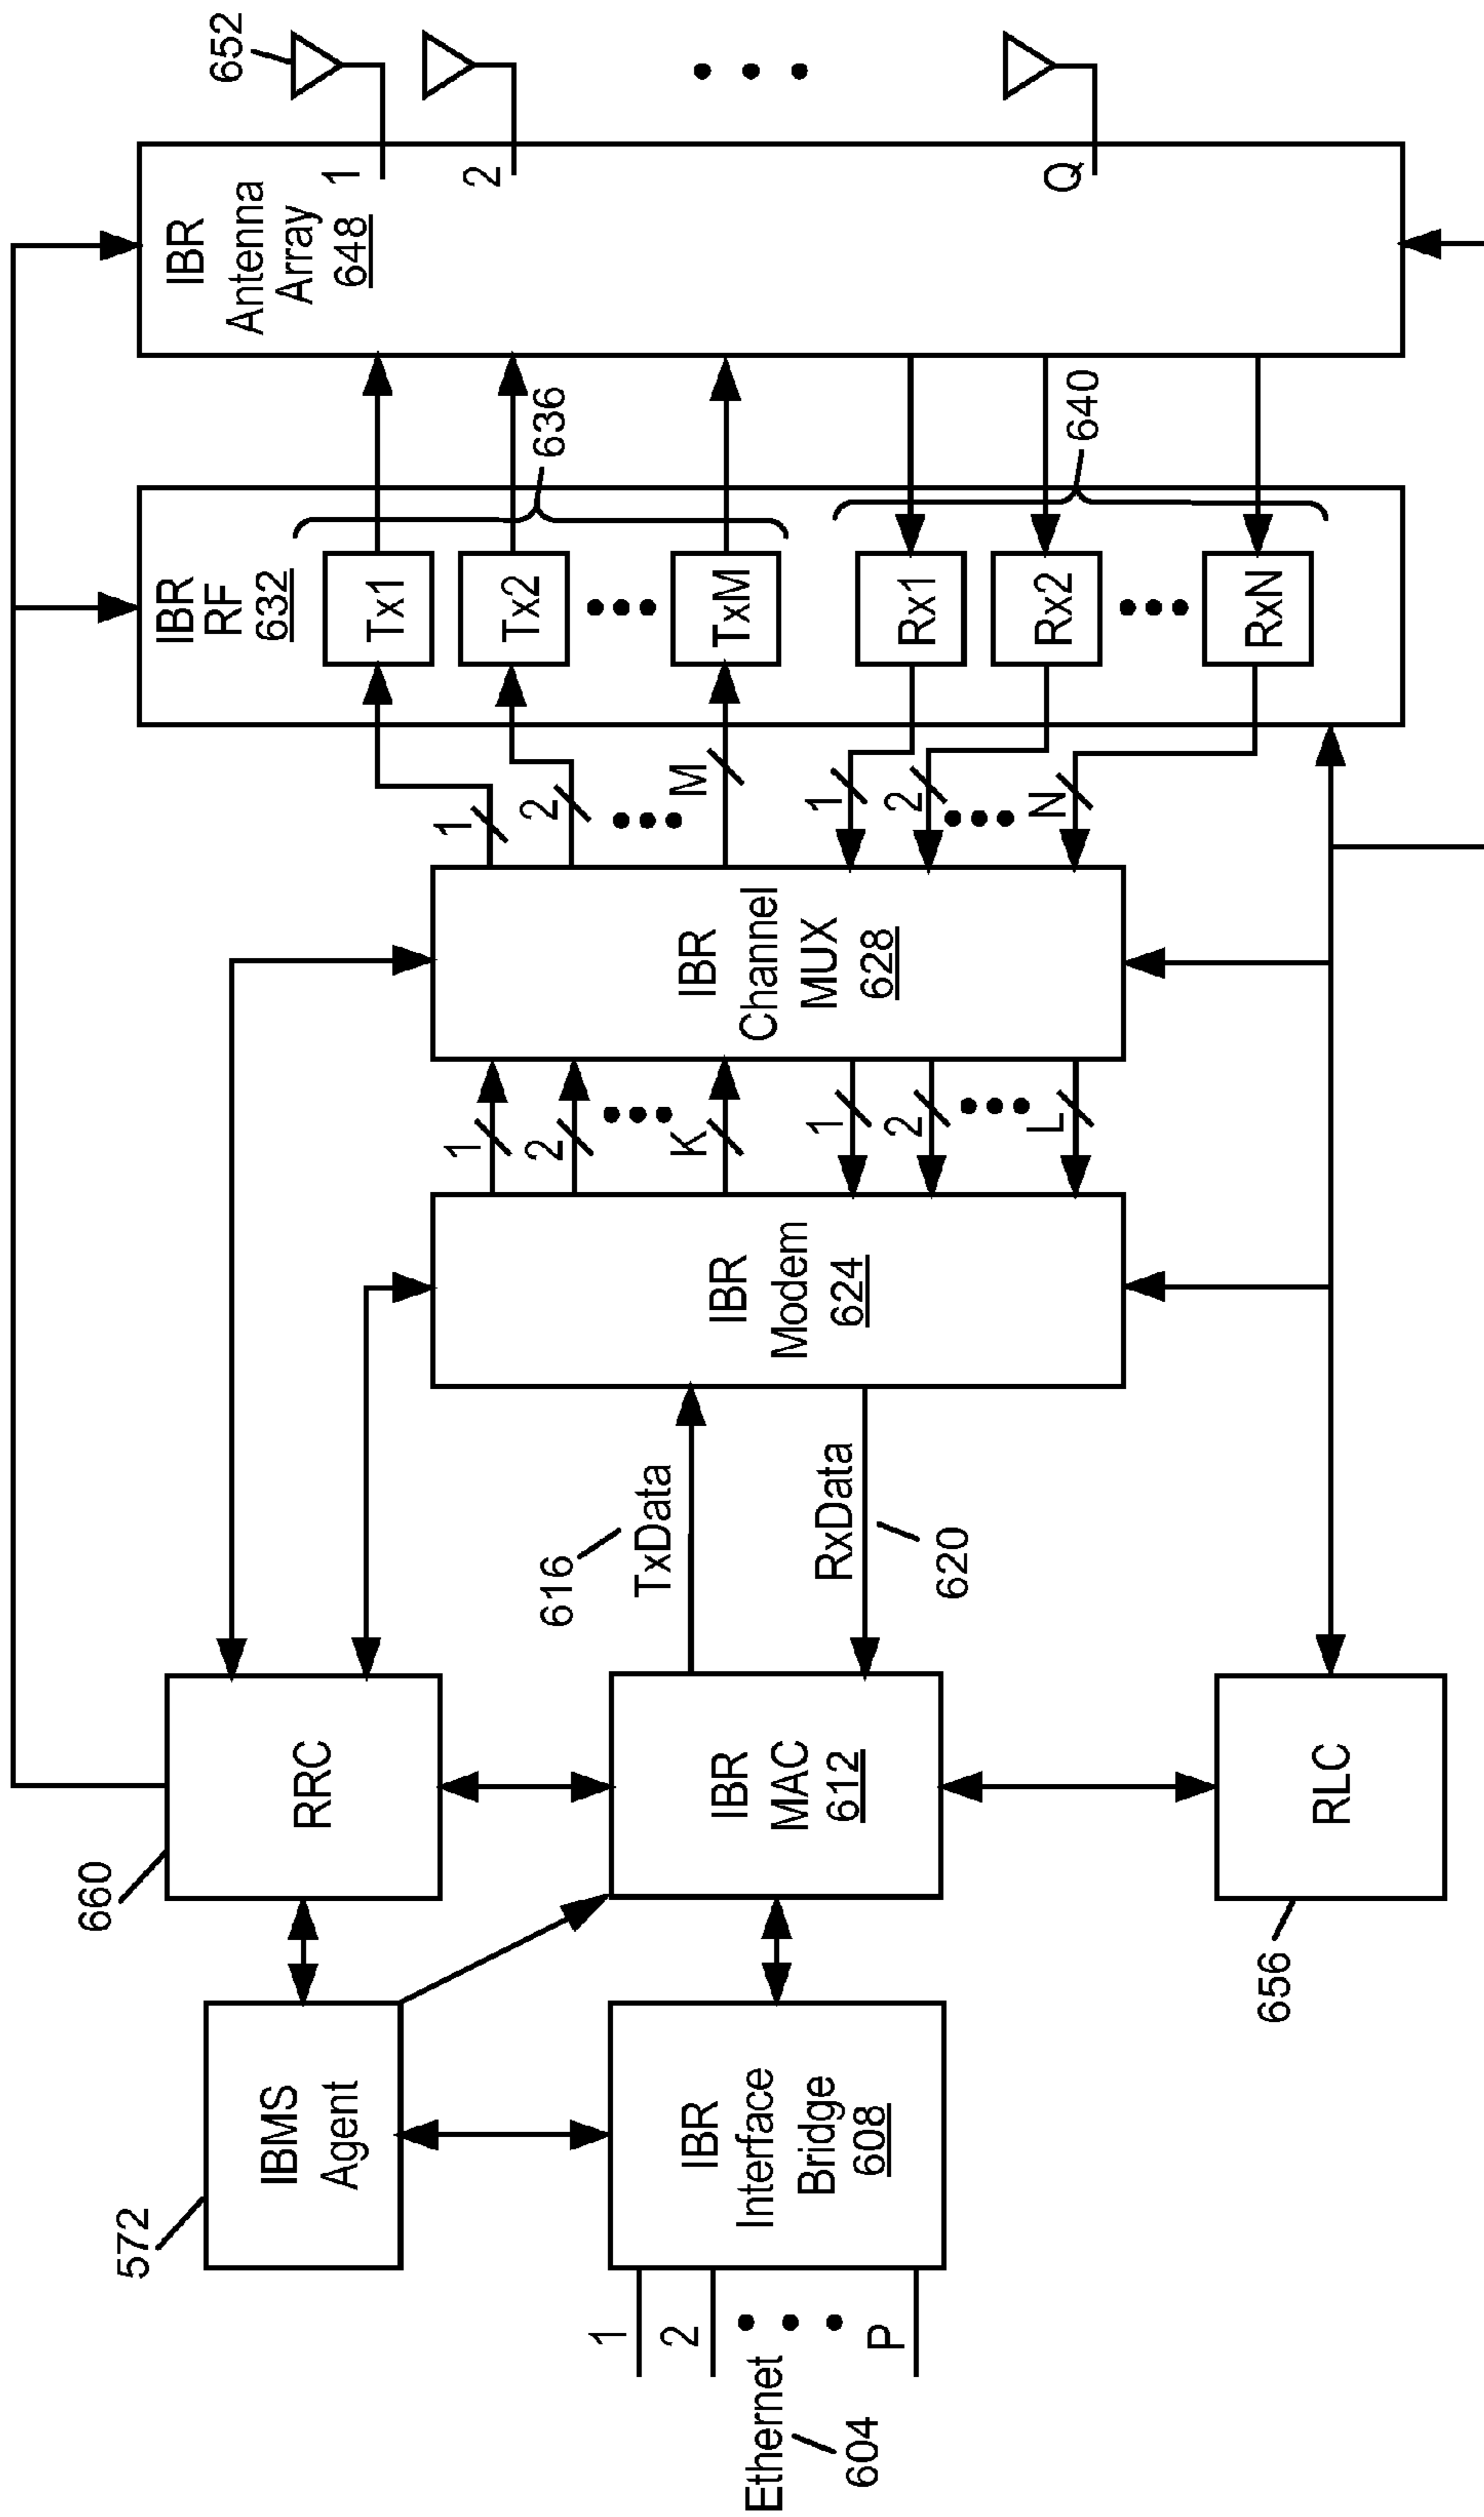 572
IBMS
Agent
660
RRC
Ethernet
604
1
2
P
IBR
Interface
Bridge
608
IBR
MAC
612
616
TxData
RxData
620
656
RLC
IBR
Modem
624
1
2
K
1
2
L
IBR
Channel
MUX
628
1
2
M
1
2
N
IBR
RF
632
Tx1
Tx2
TxM
Rx1
Rx2
RxN
636
640
IBR
Antenna
Array
648
1
2
Q
652